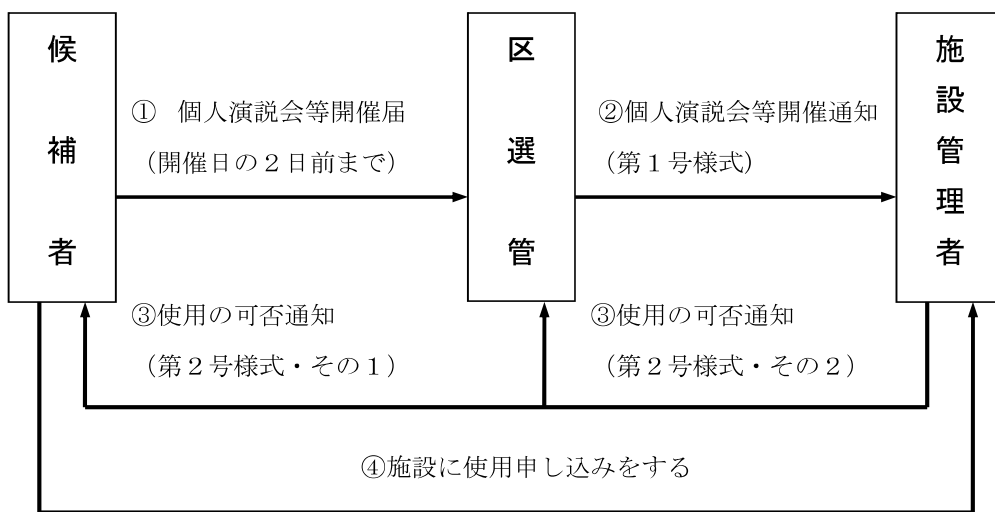 候補者
① 個人演説会等開催届
（開催日の２日前まで）
区選管
②個人演説会等開催通知
（第１号様式）
施設管理者
③使用の可否通知
（第２号様式・その１）
③使用の可否通知
（第２号様式・その２）
④施設に使用申し込みをする